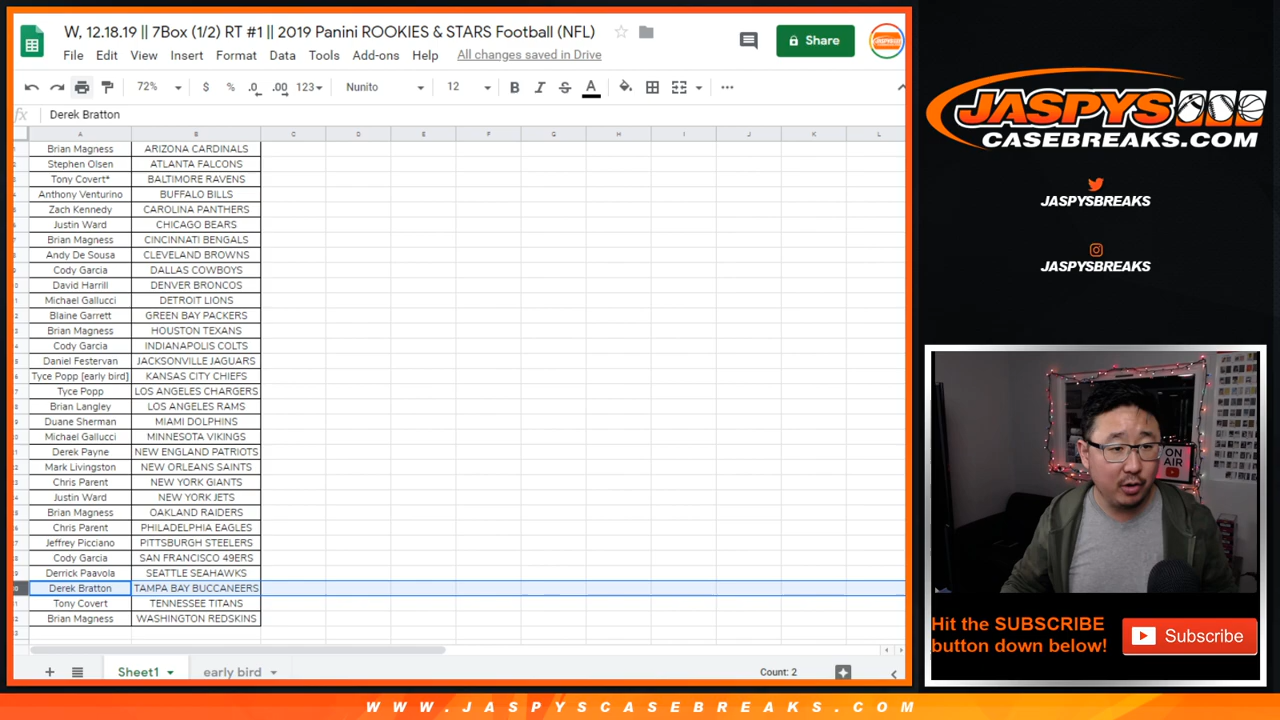 W, 12.18.19 || 7Box (1/2) RT #1 || 2019 Panini ROOKIES & STARS Football (NFL)
File Edit View Insert Format Data Tools Add-ons Help All changes saved in Drive
Share
72% $ % .0 .00 123 Nunito 12 B I S A
fx Derek Bratton
A B C D E F G H I J K L
Brian Magness ARIZONA CARDINALS
Stephen Olsen ATLANTA FALCONS
Tony Covert* BALTIMORE RAVENS
Anthony Venturino BUFFALO BILLS
Zach Kennedy CAROLINA PANTHERS
Justin Ward CHICAGO BEARS
Brian Magness CINCINNATI BENGALS
Andy De Sousa CLEVELAND BROWNS
Cody Garcia DALLAS COWBOYS
David Harrill DENVER BRONCOS
Michael Gallucci DETROIT LIONS
Blaine Garrett GREEN BAY PACKERS
Brian Magness HOUSTON TEXANS
Cody Garcia INDIANAPOLIS COLTS
Daniel Festervan JACKSONVILLE JAGUARS
Tyce Popp [early bird] KANSAS CITY CHIEFS
Tyce Popp LOS ANGELES CHARGERS
Brian Langley LOS ANGELES RAMS
Duane Sherman MIAMI DOLPHINS
Michael Gallucci MINNESOTA VIKINGS
Derek Payne NEW ENGLAND PATRIOTS
Mark Livingston NEW ORLEANS SAINTS
Chris Parent NEW YORK GIANTS
Justin Ward NEW YORK JETS
Brian Magness OAKLAND RAIDERS
Chris Parent PHILADELPHIA EAGLES
Jeffrey Picciano PITTSBURGH STEELERS
Cody Garcia SAN FRANCISCO 49ERS
Derrick Paavola SEATTLE SEAHAWKS
Derek Bratton TAMPA BAY BUCCANEERS
Tony Covert TENNESSEE TITANS
Brian Magness WASHINGTON REDSKINS
Sheet1 early bird Count: 2
JASPYS
CASEBREAKS.COM
JASPYSBREAKS
JASPYSBREAKS
ON
AIR
Hit the SUBSCRIBE
button down below!
Subscribe
WWW.JASPYSCASEBREAKS.COM